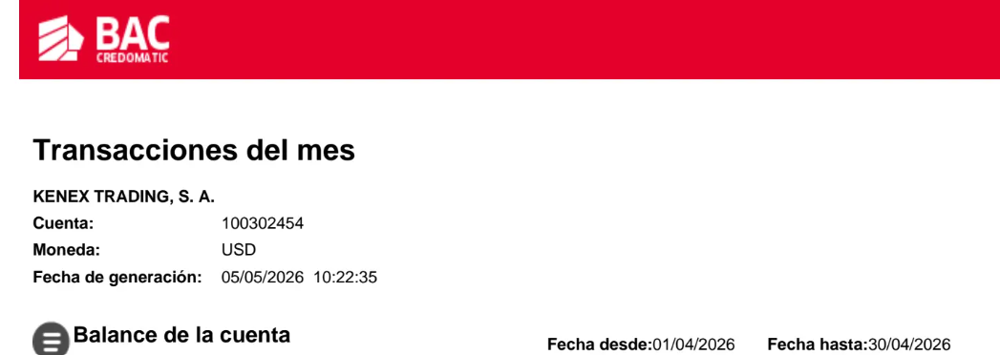 BAC
CREDOMATIC
Transacciones del mes
KENEX TRADING, S. A.
Cuenta: 100302454
Moneda: USD
Fecha de generación: 05/05/2026 10:22:35
Balance de la cuenta Fecha desde:01/04/2026 Fecha hasta:30/04/2026